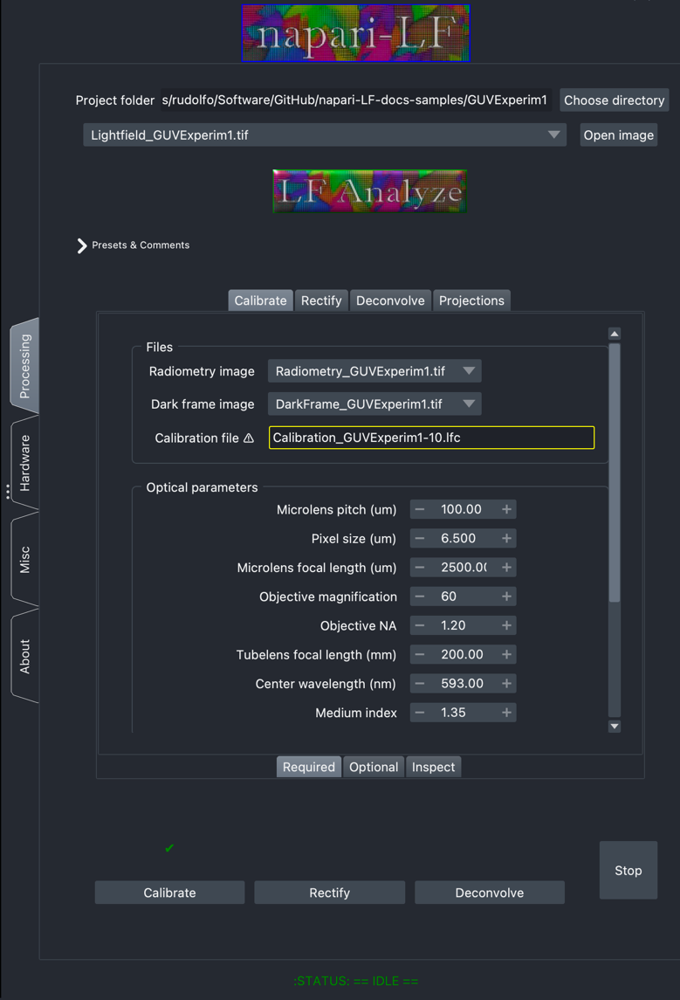 napari-LF
Project folder s/rudolfo/Software/GitHub/napari-LF-docs-samples/GUVExperim1 Choose directory
Lightfield_GUVExperim1.tif Open image
LF Analyze
Presets & Comments
Calibrate Rectify Deconvolve Projections
Processing
Hardware
Misc
About
Files
Radiometry image Radiometry_GUVExperim1.tif
Dark frame image DarkFrame_GUVExperim1.tif
Calibration file ⚠ Calibration_GUVExperim1-10.lfc
Optical parameters
Microlens pitch (um) − 100.00 +
Pixel size (um) − 6.500 +
Microlens focal length (um) − 2500.0( +
Objective magnification − 60 +
Objective NA − 1.20 +
Tubelens focal length (mm) − 200.00 +
Center wavelength (nm) − 593.00 +
Medium index − 1.35 +
Required Optional Inspect
✔
Calibrate Rectify Deconvolve Stop
:STATUS: == IDLE ==